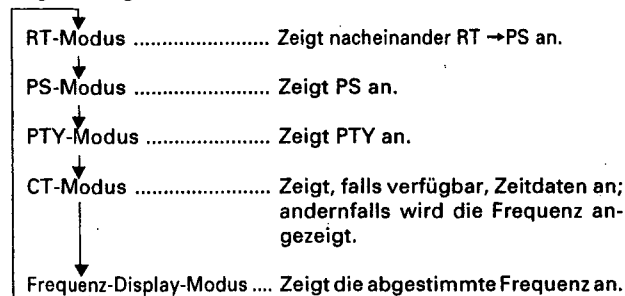 RT-Modus ........................ Zeigt nacheinander RT →PS an.
PS-Modus ........................ Zeigt PS an.
PTY-Modus ...................... Zeigt PTY an.
CT-Modus ........................ Zeigt, falls verfügbar, Zeitdaten an;
andernfalls wird die Frequenz an-
gezeigt.
Frequenz-Display-Modus .... Zeigt die abgestimmte Frequenz an.